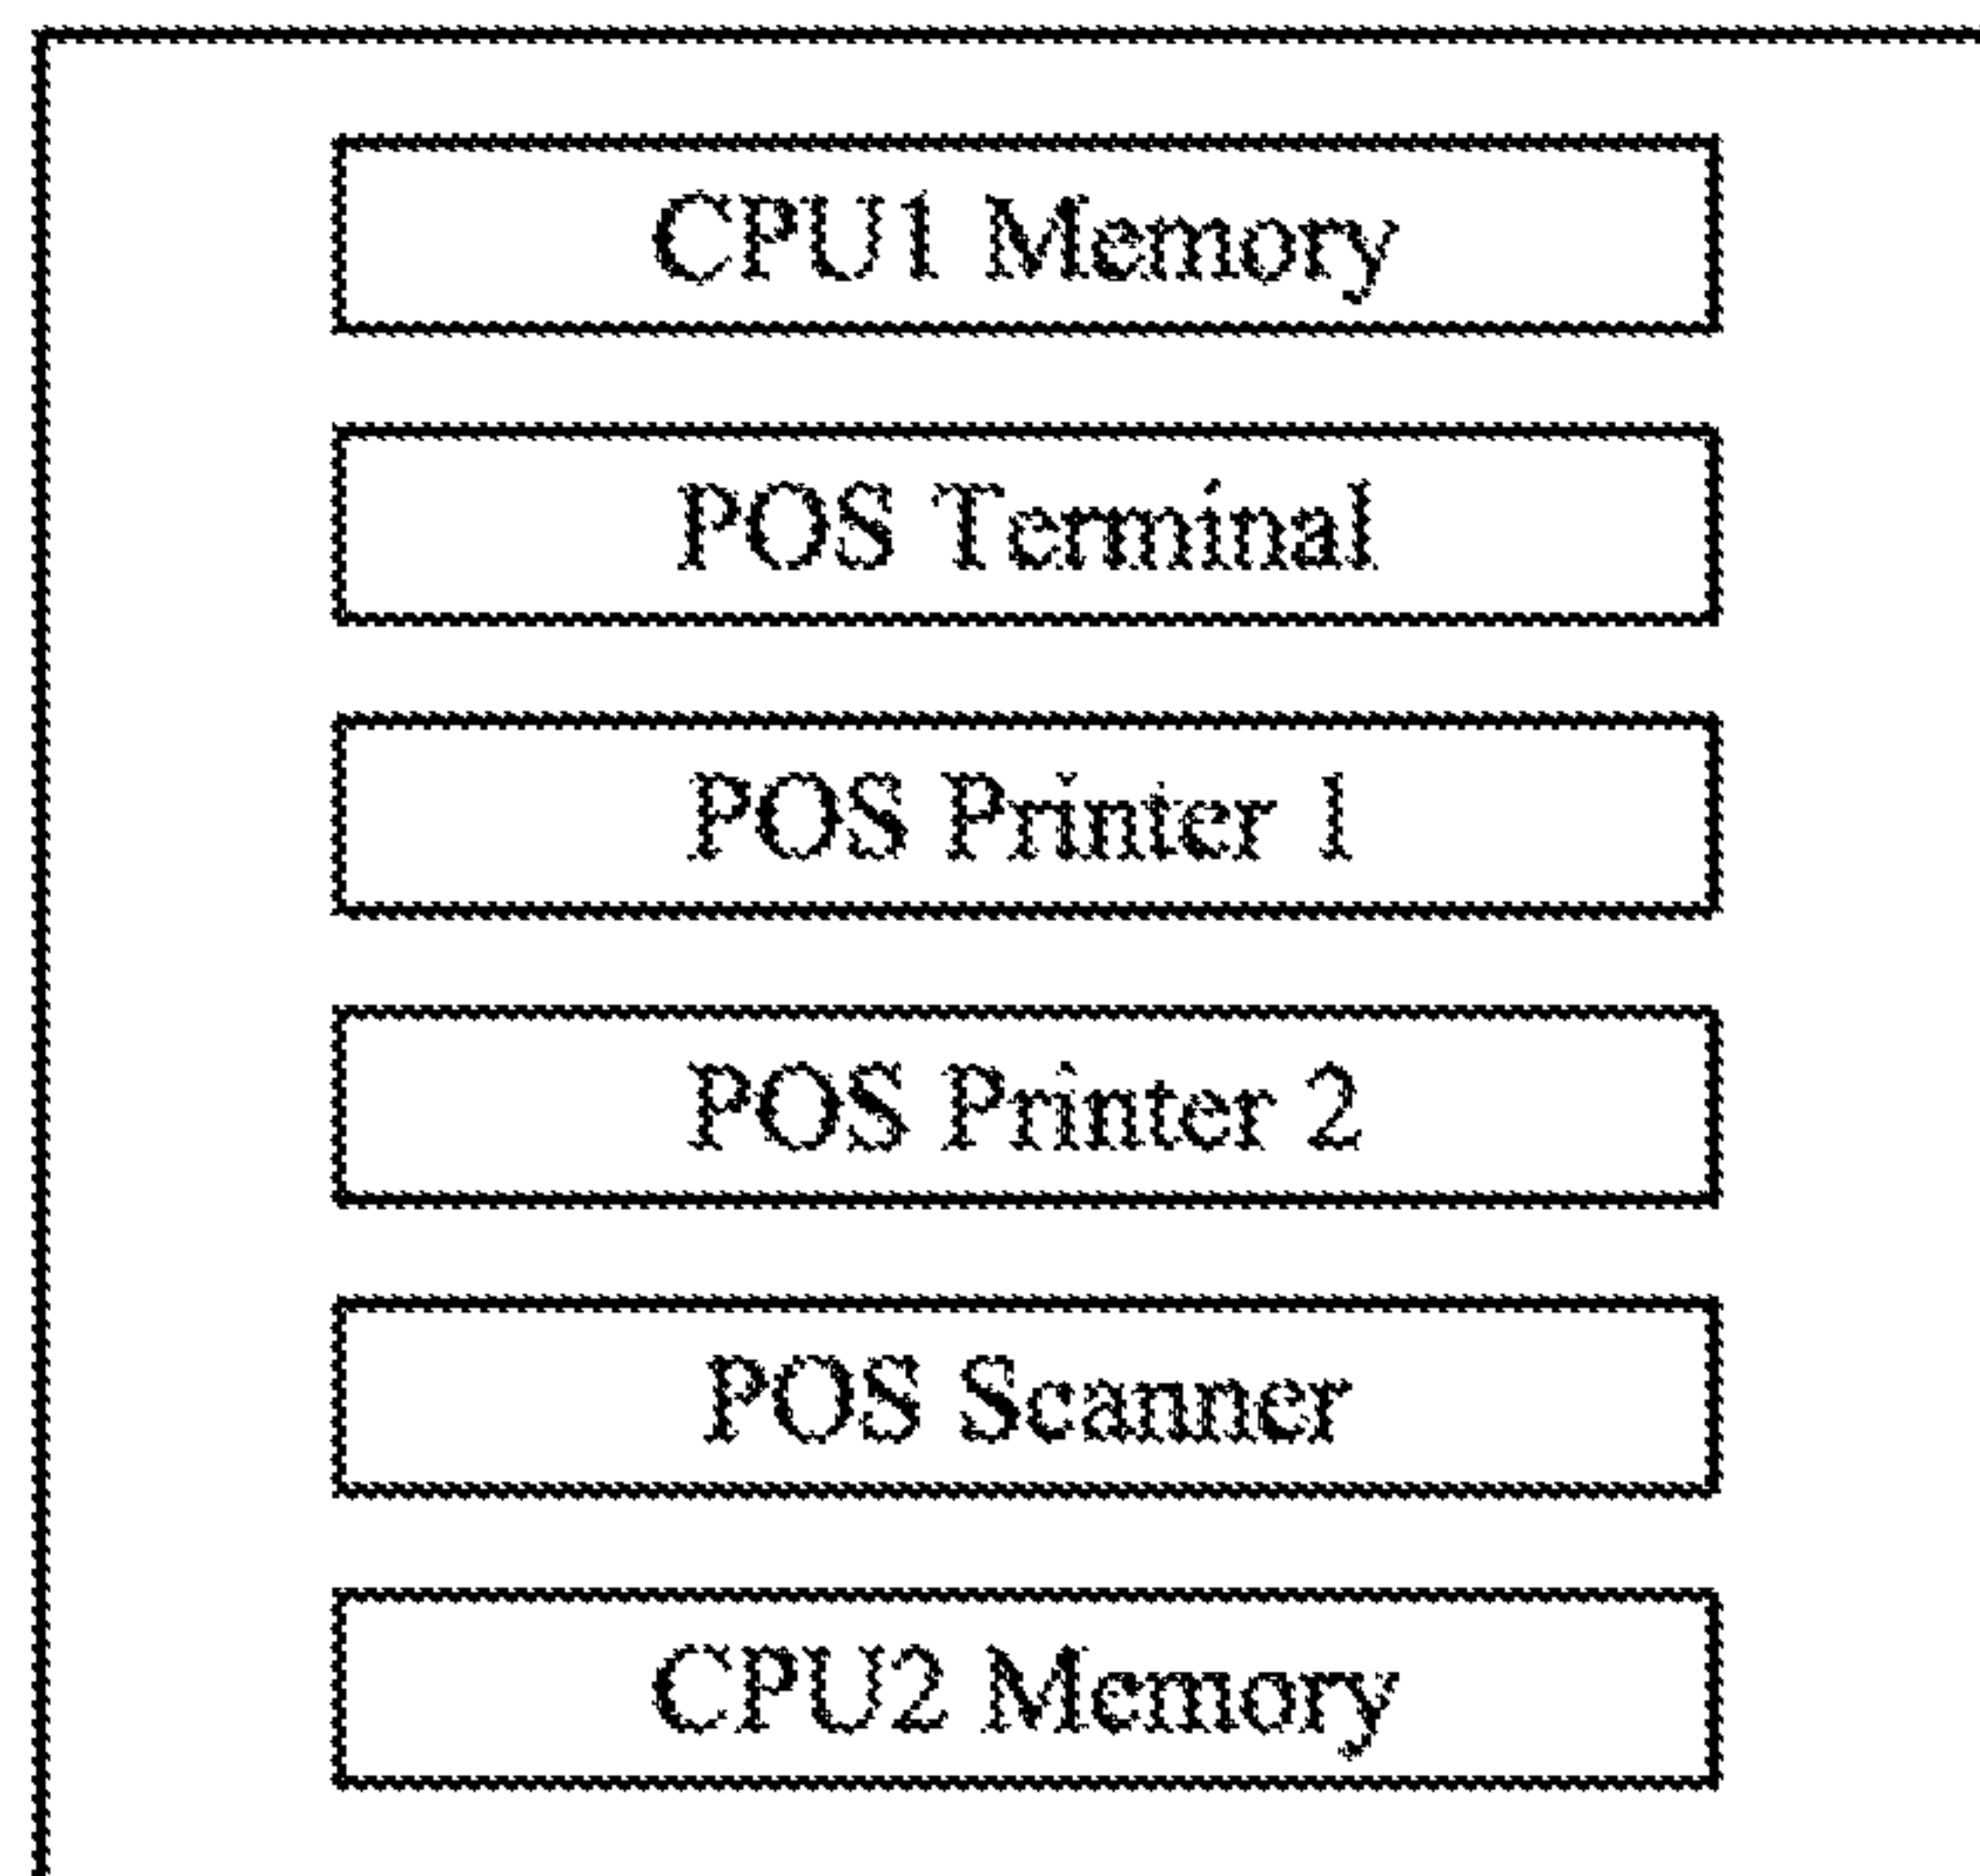 CPU1 Memory
POS Terminal
POS Printer 1
POS Printer 2
POS Scanner
CPU2 Memory